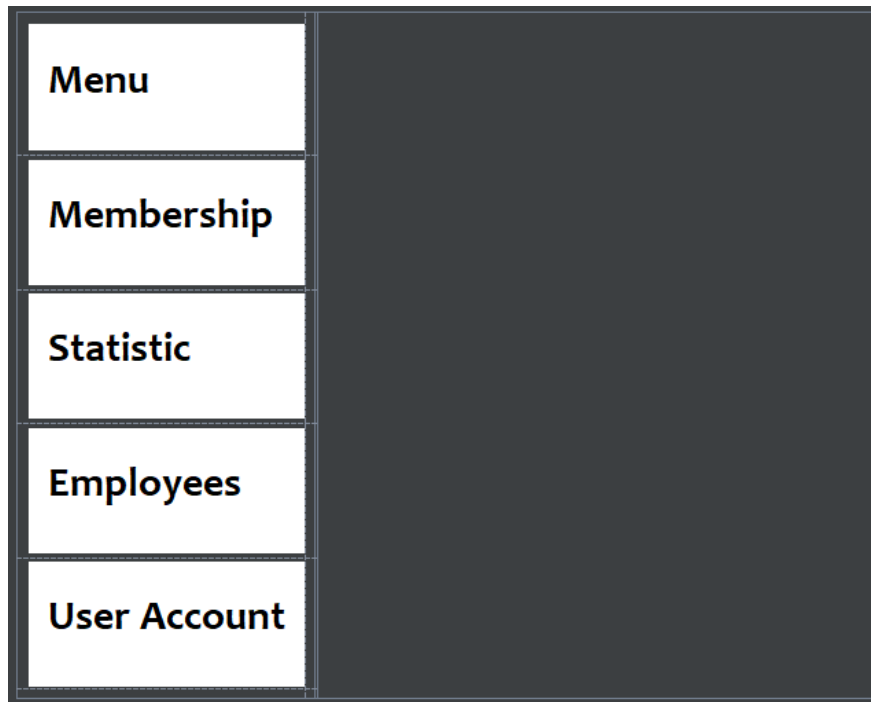 Menu
Membership
Statistic
Employees
User Account